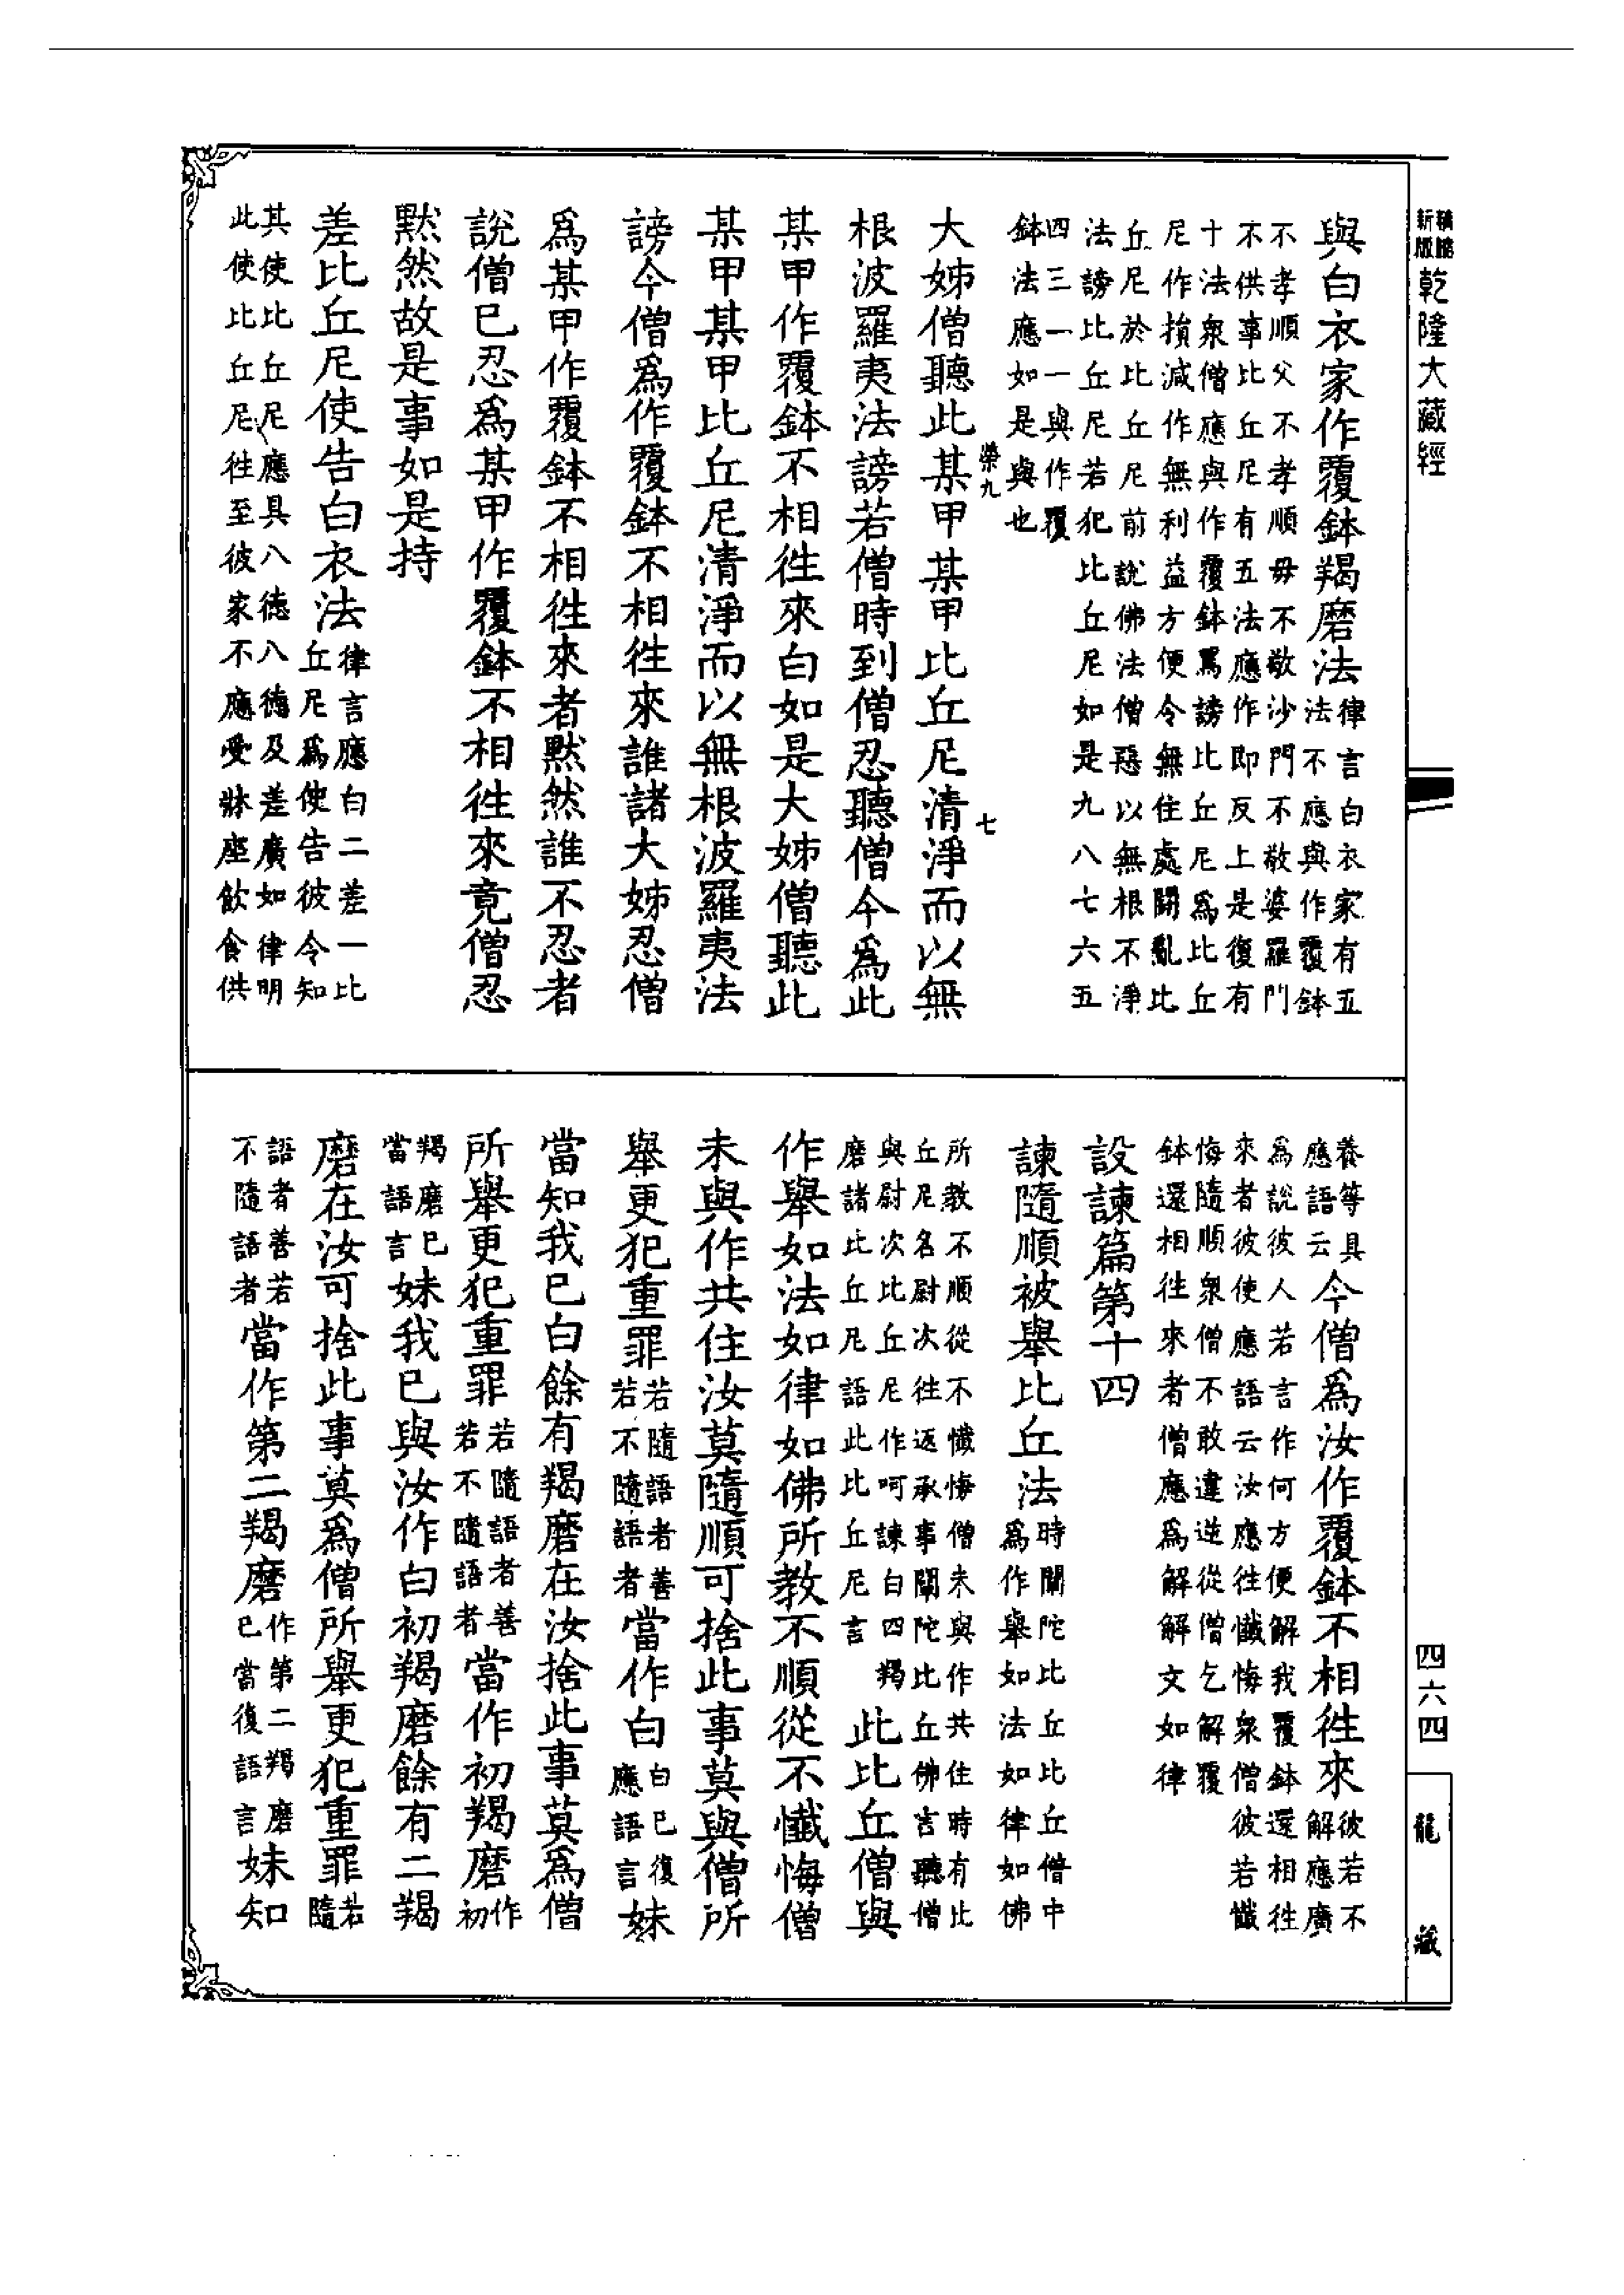 乾隆大藏經
四六四
龍藏
與白衣家作覆鉢羯磨法律言白衣家有五法不應與作覆鉢
不孝順父不孝順母不敬沙門不敬婆羅門不供事比丘尼有五法應作即反上是復有
十法衆僧應與作覆鉢罵謗比丘尼爲比丘尼作損減作無利益方便令無住處鬬亂比
丘尼於比丘尼前說佛法僧惡以無根不淨法謗比丘尼若犯比丘尼如是九八七六五
四三二一與作覆鉢法應如是與也
大姊僧聽此某甲某甲比丘尼清淨而以無
根波羅夷法謗若僧時到僧忍聽僧今爲此
某甲作覆鉢不相徃來白如是大姊僧聽此
某甲某甲比丘尼清淨而以無根波羅夷法
謗今僧爲作覆鉢不相徃來誰諸大姊忍僧
爲某甲作覆鉢不相徃來者默然誰不忍者
說僧已忍爲某甲作覆鉢不相徃來竟僧忍
默然故是事如是持
差比丘尼使告白衣法律言應白二差一比丘尼爲使告彼令知
其使比丘尼應具八德八德及差廣如律明此使比丘尼徃至彼家不應受牀座飲食供
榮九
七
養等具應語云今僧爲汝作覆鉢不相徃來彼若不解應廣
爲說彼人若言作何方便解我覆鉢還相徃來者彼使應語云汝應徃懺悔衆僧彼若懺
悔隨順衆僧不敢違逆從僧乞解覆鉢還相徃來者僧應爲解解文如律
設諫篇第十四
諫隨順被舉比丘法時闡陀比丘比丘僧中爲作舉如法如律如佛
所教不順從不懺悔僧未與作共住時有比丘尼名尉次徃返承事闡陀比丘佛言聽僧
與尉次比丘尼作呵諫白四羯磨諸比丘尼語此比丘尼言此比丘僧與
作舉如法如律如佛所教不順從不懺悔僧
未與作共住汝莫隨順可捨此事莫與僧所
舉更犯重罪若隨語者善若不隨語者當作白白已復應語言妹
當知我已白餘有羯磨在汝捨此事莫爲僧
所舉更犯重罪若隨語者善若不隨語者當作初羯磨作初
羯磨已當語言妹我已與汝作白初羯磨餘有二羯
磨在汝可捨此事莫爲僧所舉更犯重罪若隨
語者善若不隨語者當作第二羯磨作第二羯磨已當復語言妹知